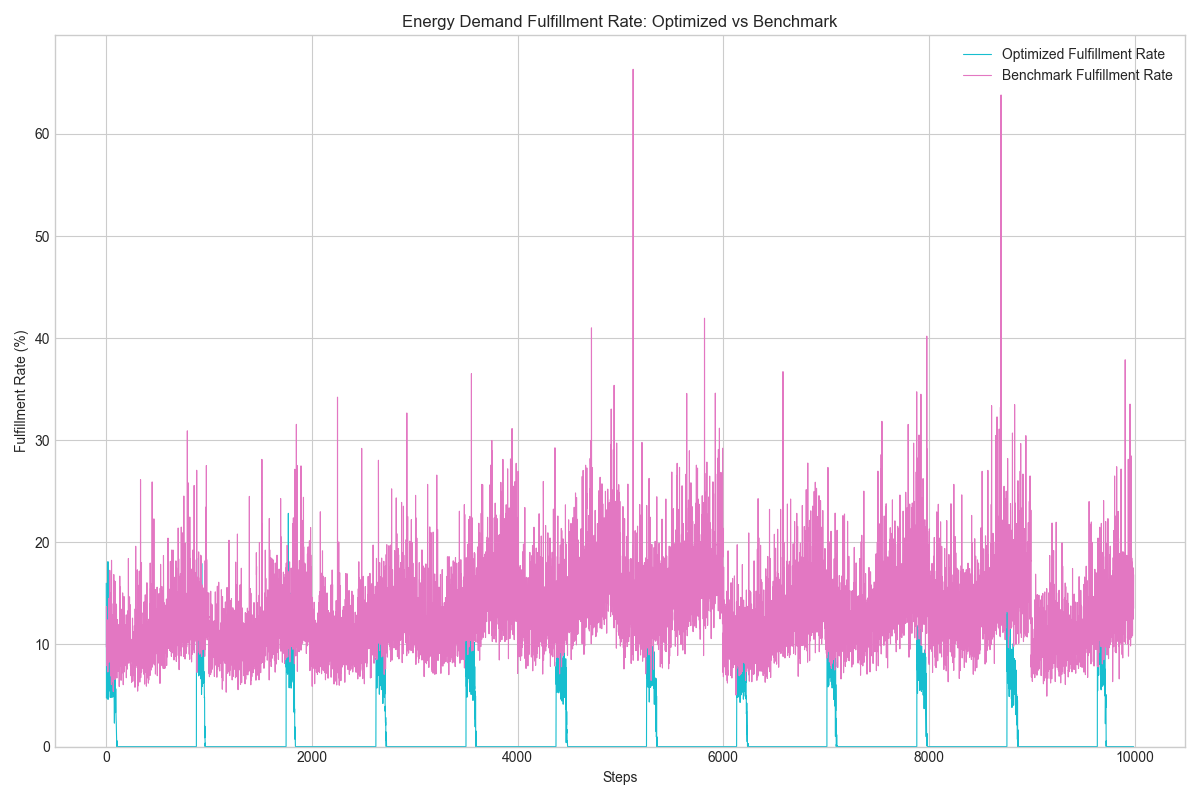 Energy Demand Fulfillment Rate: Optimized vs Benchmark
Optimized Fulfillment Rate
Benchmark Fulfillment Rate
Fulfillment Rate (%)
60
50
40
30
20
10
0
0 2000 4000 6000 8000 10000
Steps